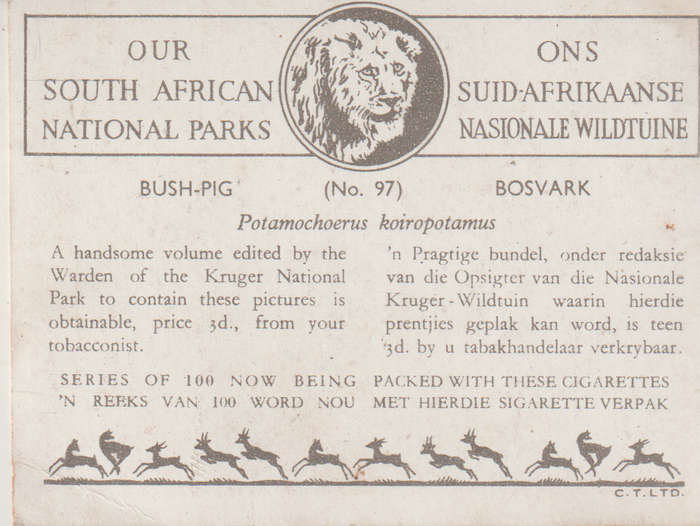 OUR
SOUTH AFRICAN
NATIONAL PARKS
ONS
SUID-AFRIKAANSE
NASIONALE WILDTUINE
BUSH-PIG (No. 97) BOSVARK
Potamochoerus koiropotamus
A handsome volume edited by the
Warden of the Kruger National
Park to contain these pictures is
obtainable, price 3d., from your
tobacconist.
'n Pragtige bundel, onder redaksie
van die Opsigter van die Nasionale
Kruger-Wildtuin waarin hierdie
prentjies geplak kan word, is teen
3d. by u tabakhandelaar verkrybaar.
SERIES OF 100 NOW BEING PACKED WITH THESE CIGARETTES
'N REEKS VAN 100 WORD NOU MET HIERDIE SIGARETTE VERPAK
C.T. LTD.